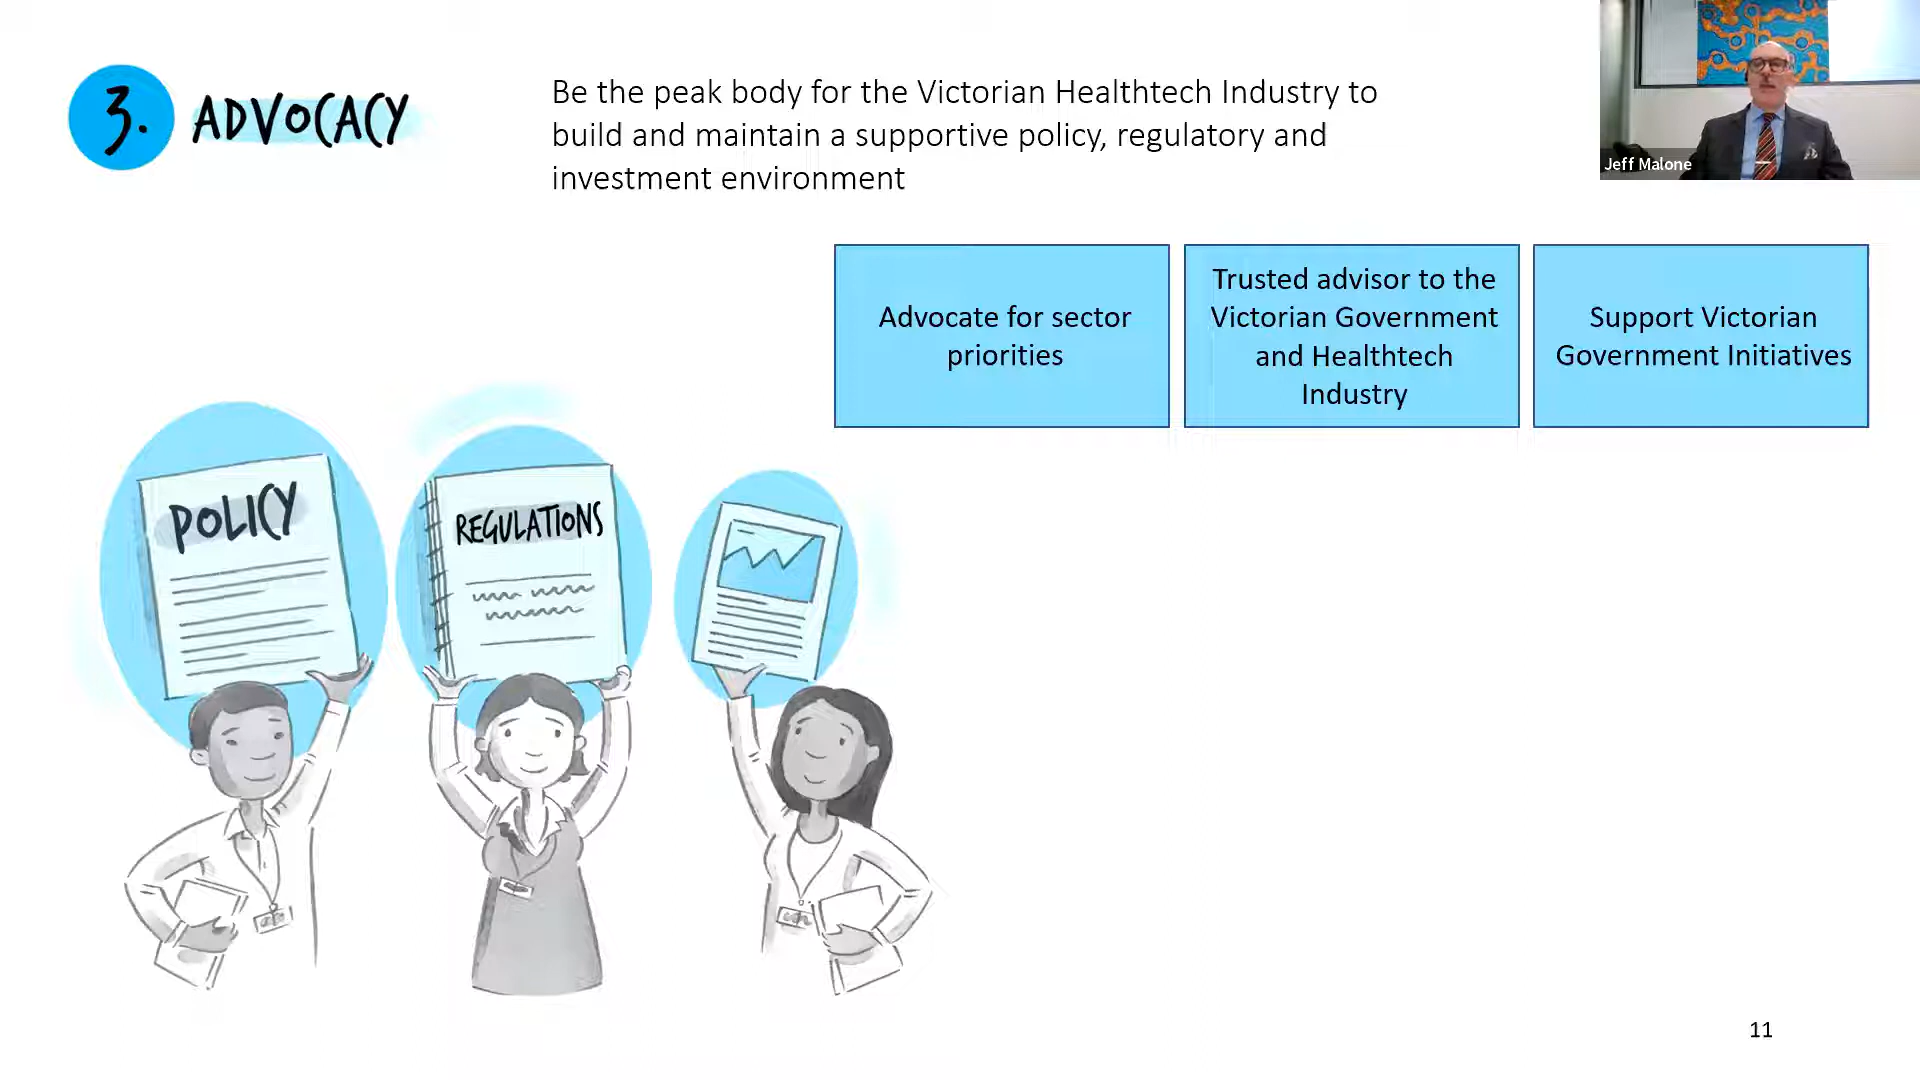 3. ADVOCACY
Be the peak body for the Victorian Healthtech Industry to
build and maintain a supportive policy, regulatory and
investment environment
Jeff Malone
Advocate for sector
priorities
Trusted advisor to the
Victorian Government
and Healthtech
Industry
Support Victorian
Government Initiatives
POLICY
REGULATIONS
11